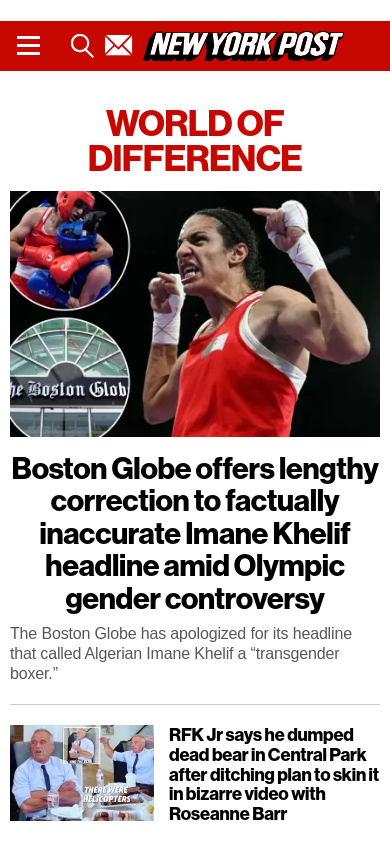 NEW YORK POST
WORLD OF
DIFFERENCE
he Boston Glob
Boston Globe offers lengthy
correction to factually
inaccurate Imane Khelif
headline amid Olympic
gender controversy
The Boston Globe has apologized for its headline
that called Algerian Imane Khelif a “transgender
boxer.”
THERE WERE
HELICOPTERS
RFK Jr says he dumped
dead bear in Central Park
after ditching plan to skin it
in bizarre video with
Roseanne Barr